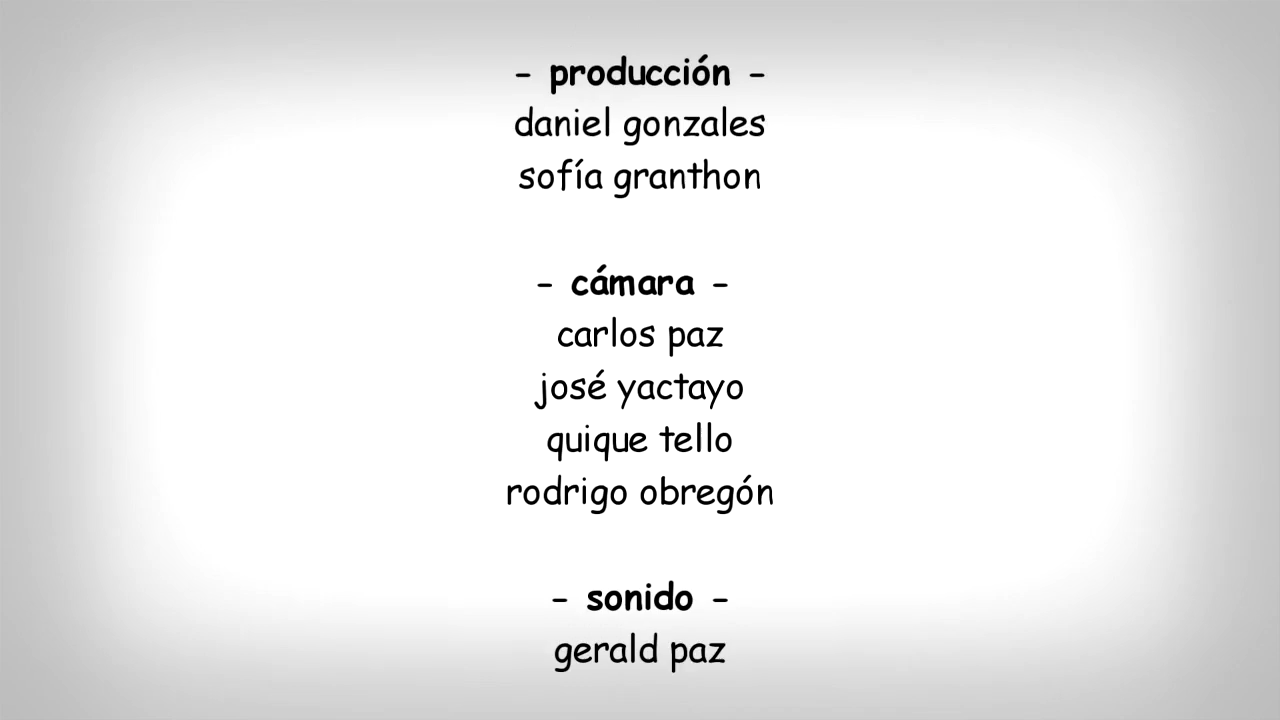 - producción -
daniel gonzales
sofía granthon
- cámara -
carlos paz
josé yactayo
quique tello
rodrigo obregón
- sonido -
gerald paz